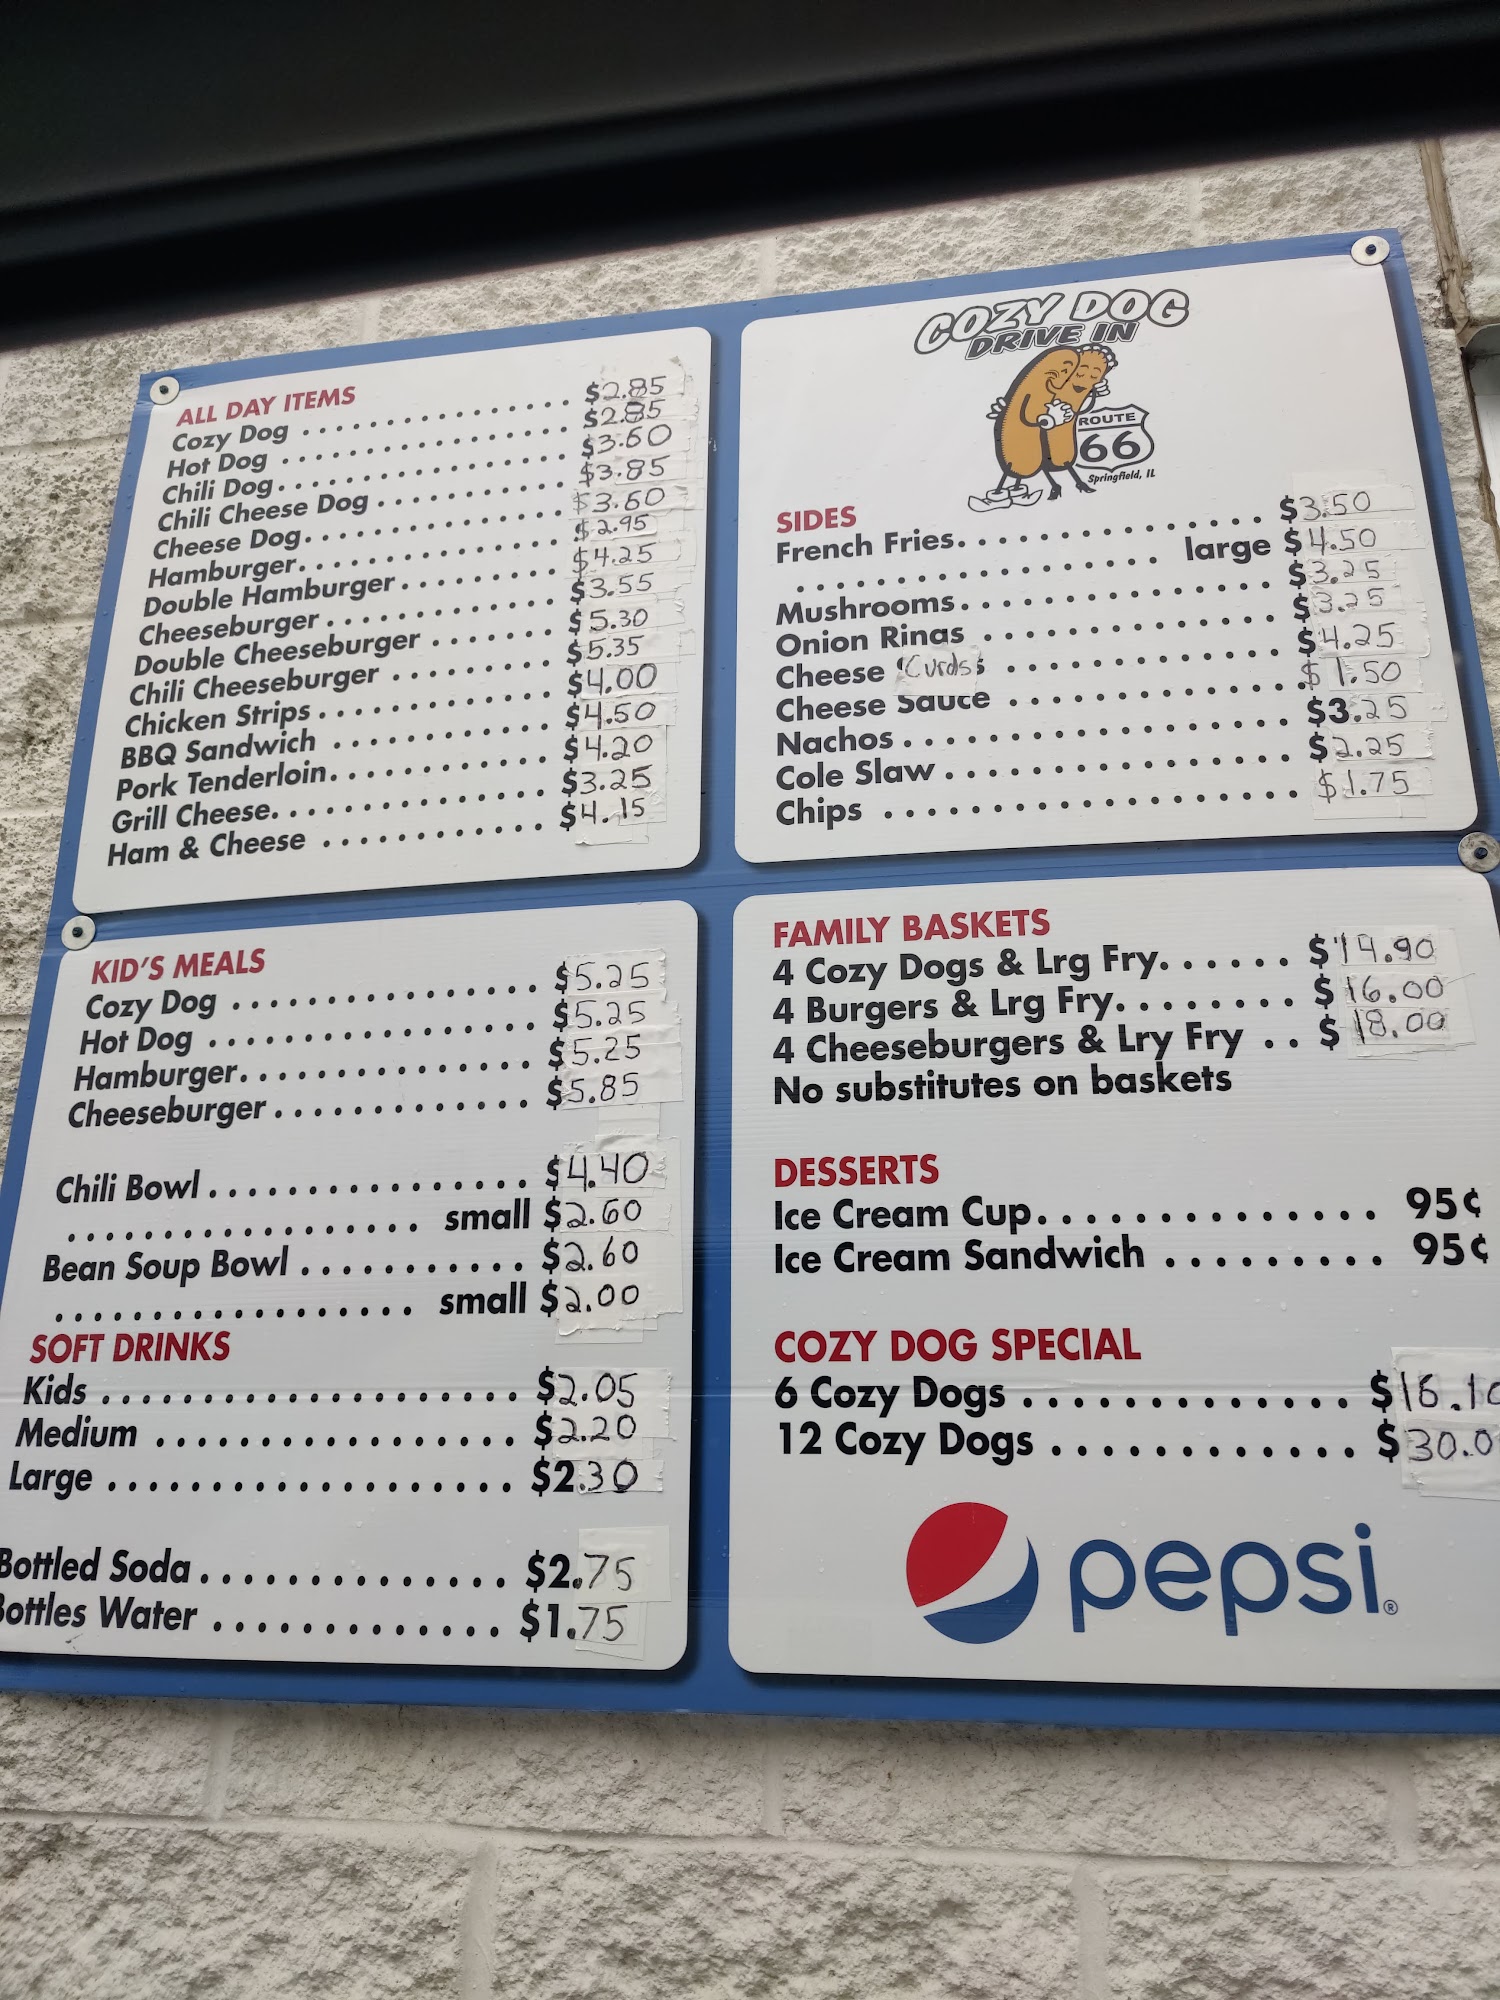 ALL DAY ITEMS
Cozy Dog $2.85
Hot Dog $2.85
Chili Dog $3.60
Chili Cheese Dog $3.85
Cheese Dog $3.60
Hamburger $2.95
Double Hamburger $4.25
Cheeseburger $3.55
Double Cheeseburger $5.30
Chili Cheeseburger $5.35
Chicken Strips $4.00
BBQ Sandwich $4.50
Pork Tenderloin $4.20
Grill Cheese $3.25
Ham & Cheese $4.15
COZY DOG
DRIVE IN
ROUTE
66
Springfield, IL
SIDES
French Fries $3.50
large $4.50
Mushrooms $3.25
Onion Rings $3.25
Cheese Curds $4.25
Cheese Sauce $1.50
Nachos $3.25
Cole Slaw $2.25
Chips $1.75
KID'S MEALS
Cozy Dog $5.25
Hot Dog $5.25
Hamburger $5.25
Cheeseburger $5.85
Chili Bowl $4.40
small $2.60
Bean Soup Bowl $2.60
small $2.00
SOFT DRINKS
Kids $2.05
Medium $2.20
Large $2.30
Bottled Soda $2.75
Bottles Water $1.75
FAMILY BASKETS
4 Cozy Dogs & Lrg Fry $14.90
4 Burgers & Lrg Fry $16.00
4 Cheeseburgers & Lry Fry $18.00
No substitutes on baskets
DESSERTS
Ice Cream Cup 95¢
Ice Cream Sandwich 95¢
COZY DOG SPECIAL
6 Cozy Dogs $16.10
12 Cozy Dogs $30.0
pepsi®